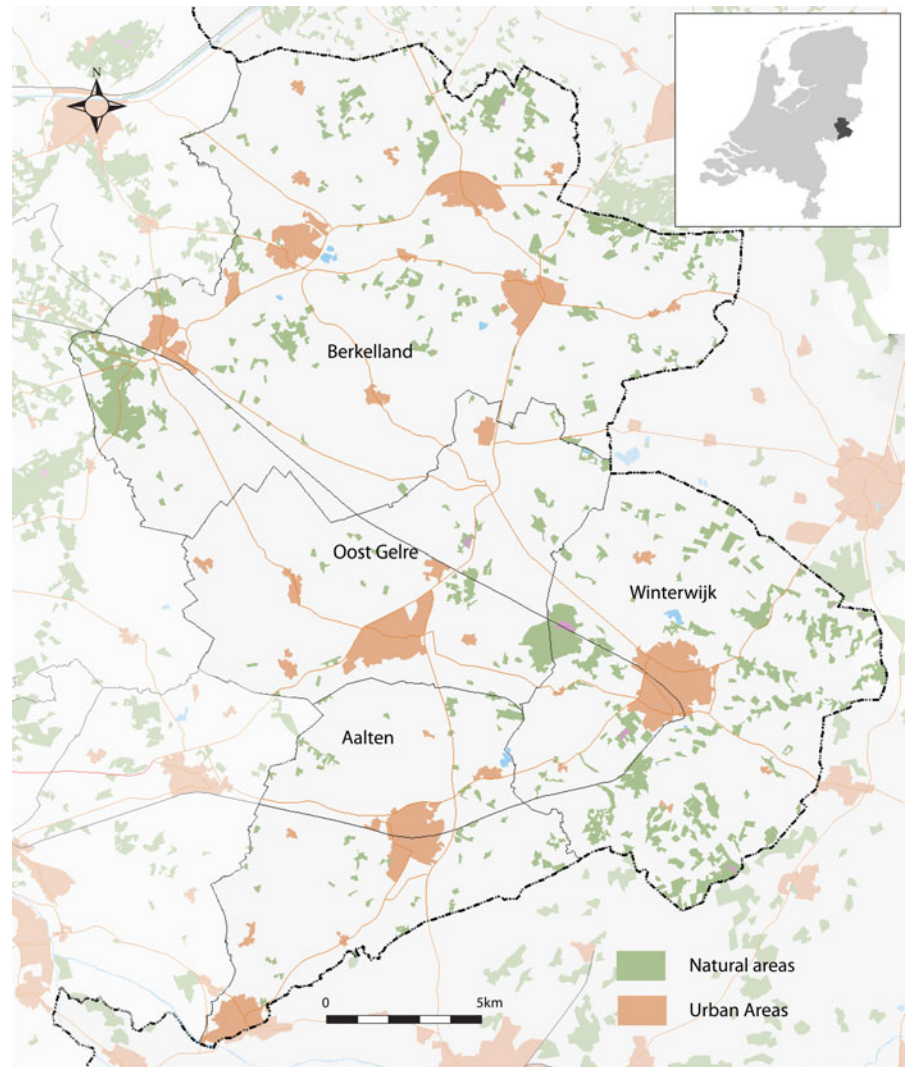 N
Berkelland
Oost Gelre
Winterwijk
Aalten
Natural areas
0 5km
Urban Areas